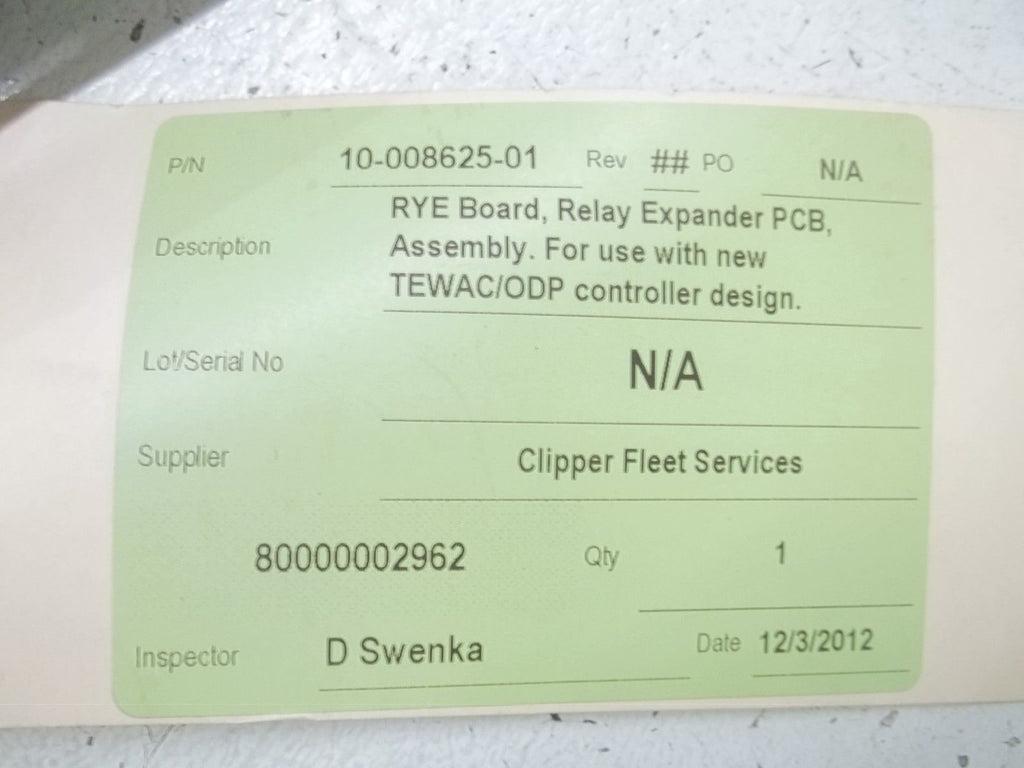 P/N 10-008625-01 Rev ## PO N/A
Description RYE Board, Relay Expander PCB,
Assembly. For use with new
TEWAC/ODP controller design.
Lot/Serial No N/A
Supplier Clipper Fleet Services
80000002962 Qty 1
Inspector D Swenka Date 12/3/2012